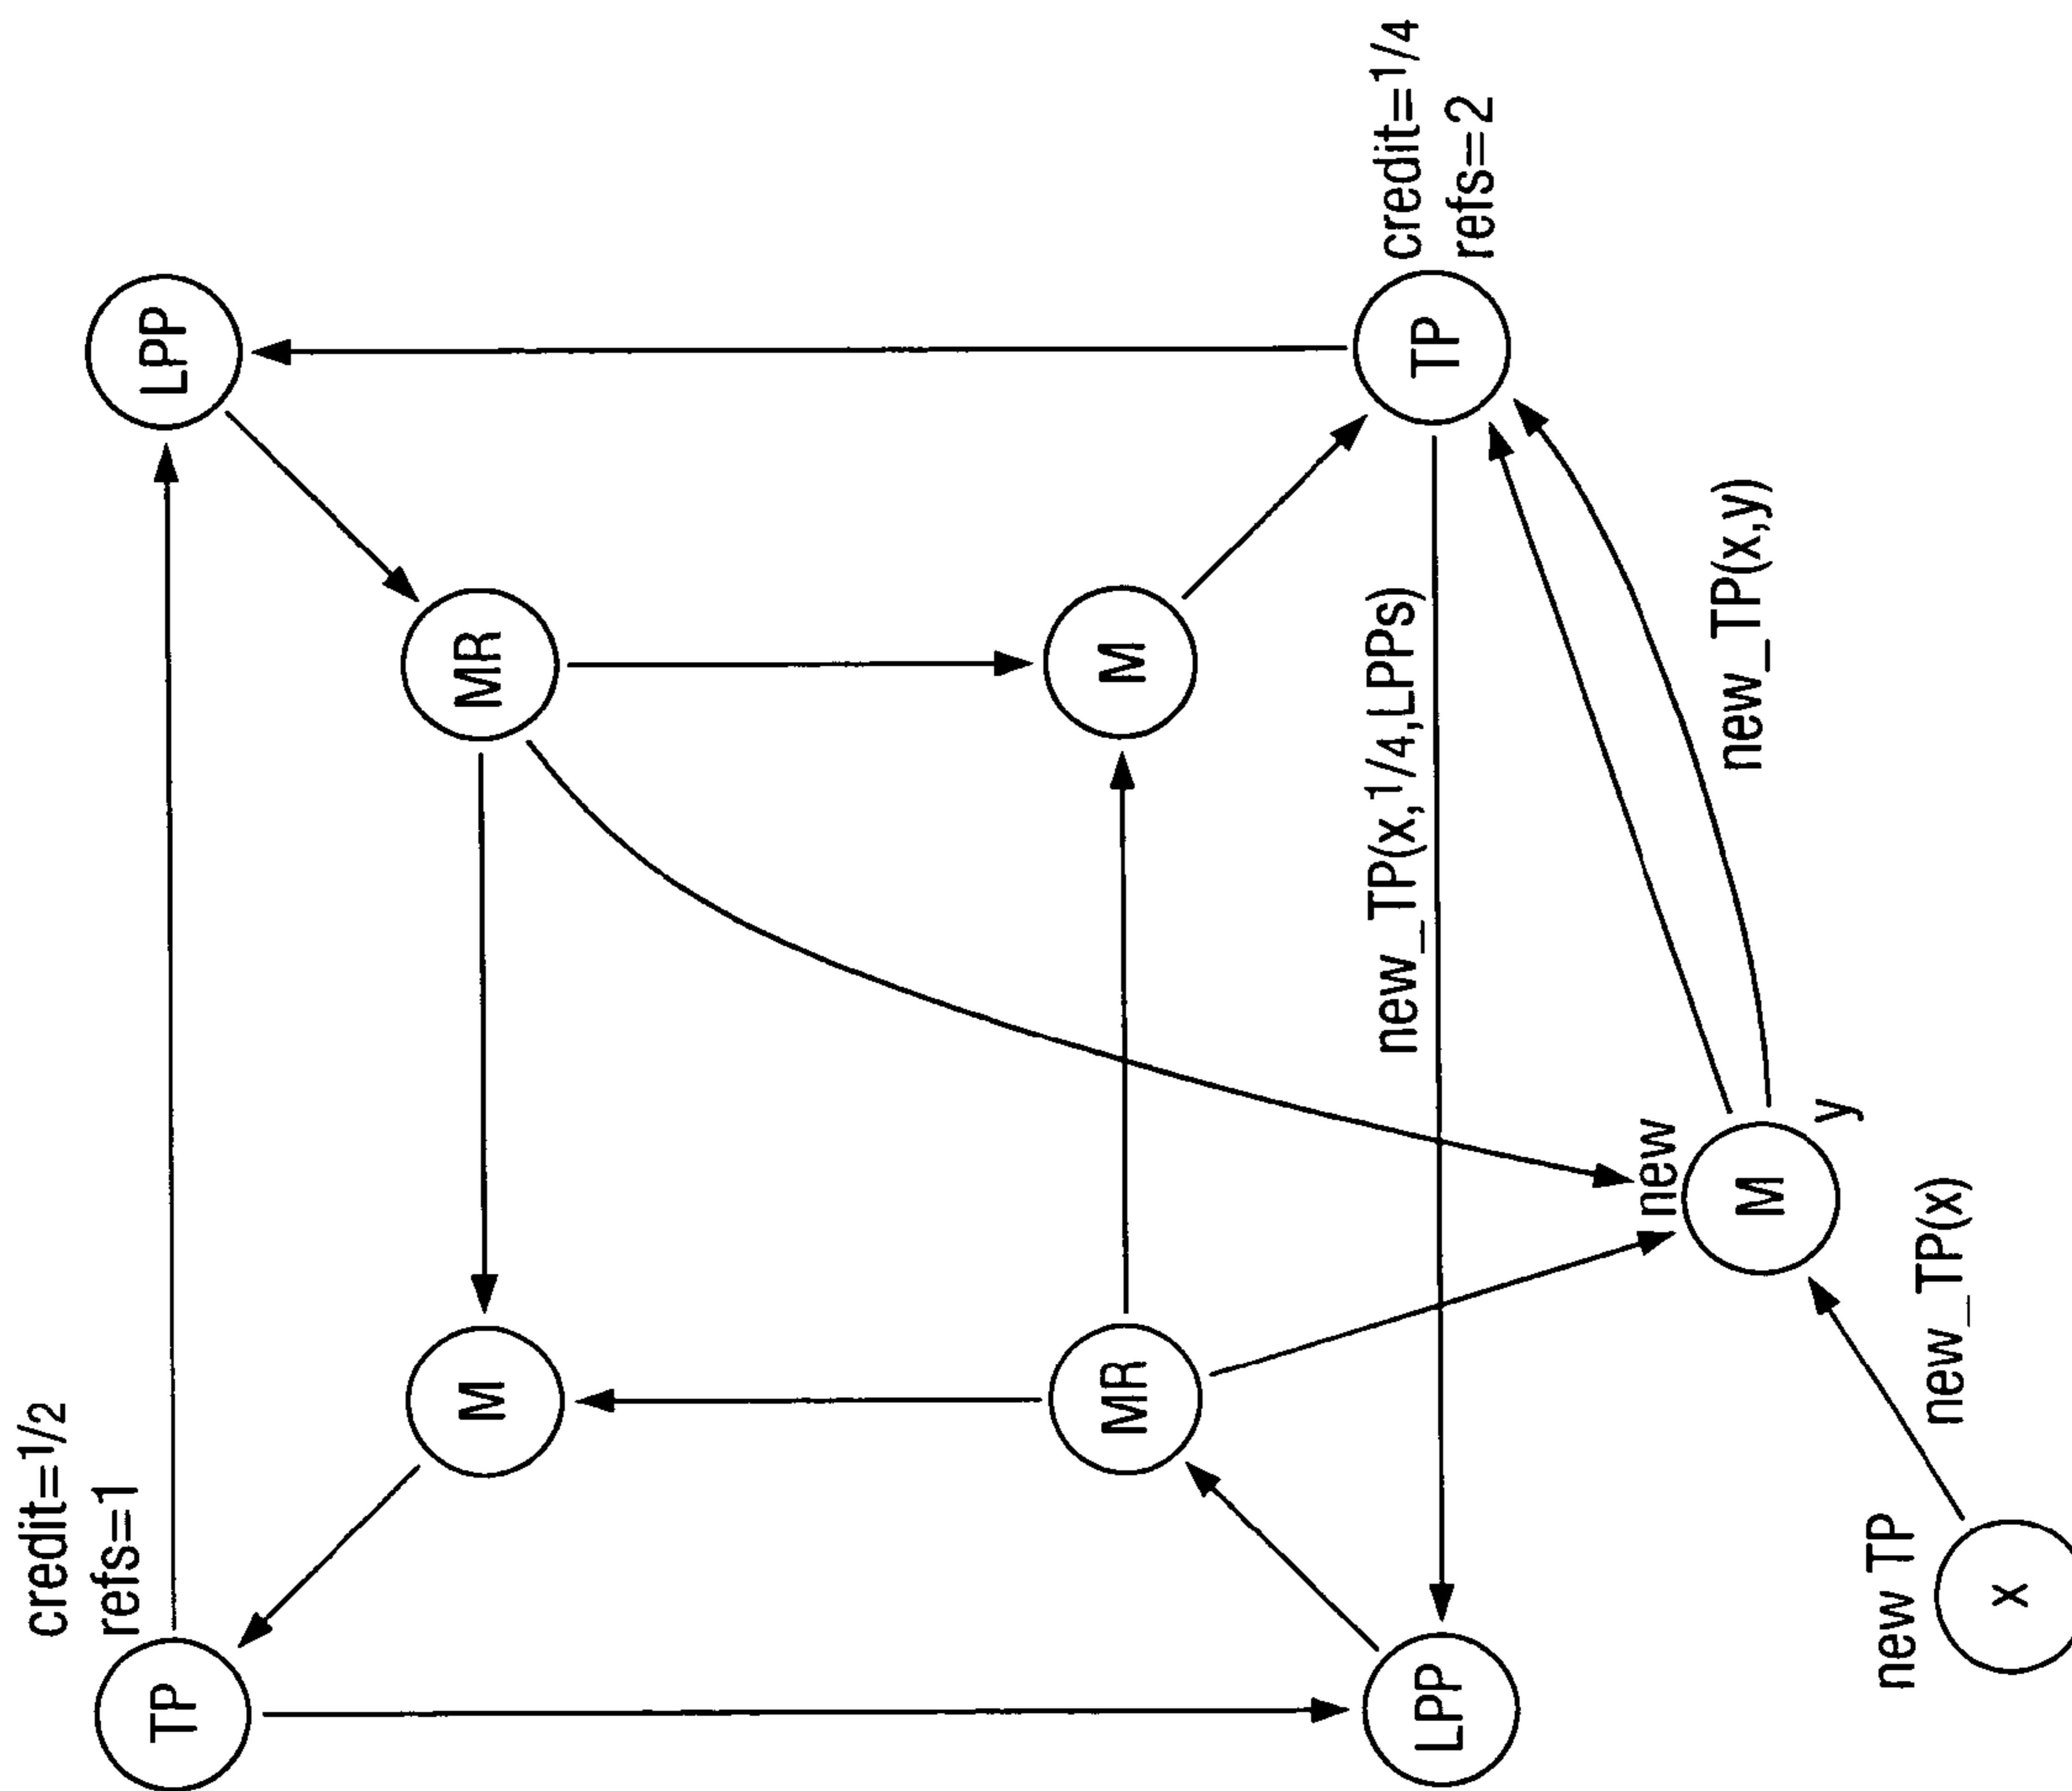 credit=1/2
refs=1
TP
LPP
M
MR
MR
M
new_TP(x,1/4,LPPs)
credit=1/4
refs=2
LPP
TP
new
new_TP(x,y)
M
y
new TP
new_TP(x)
x